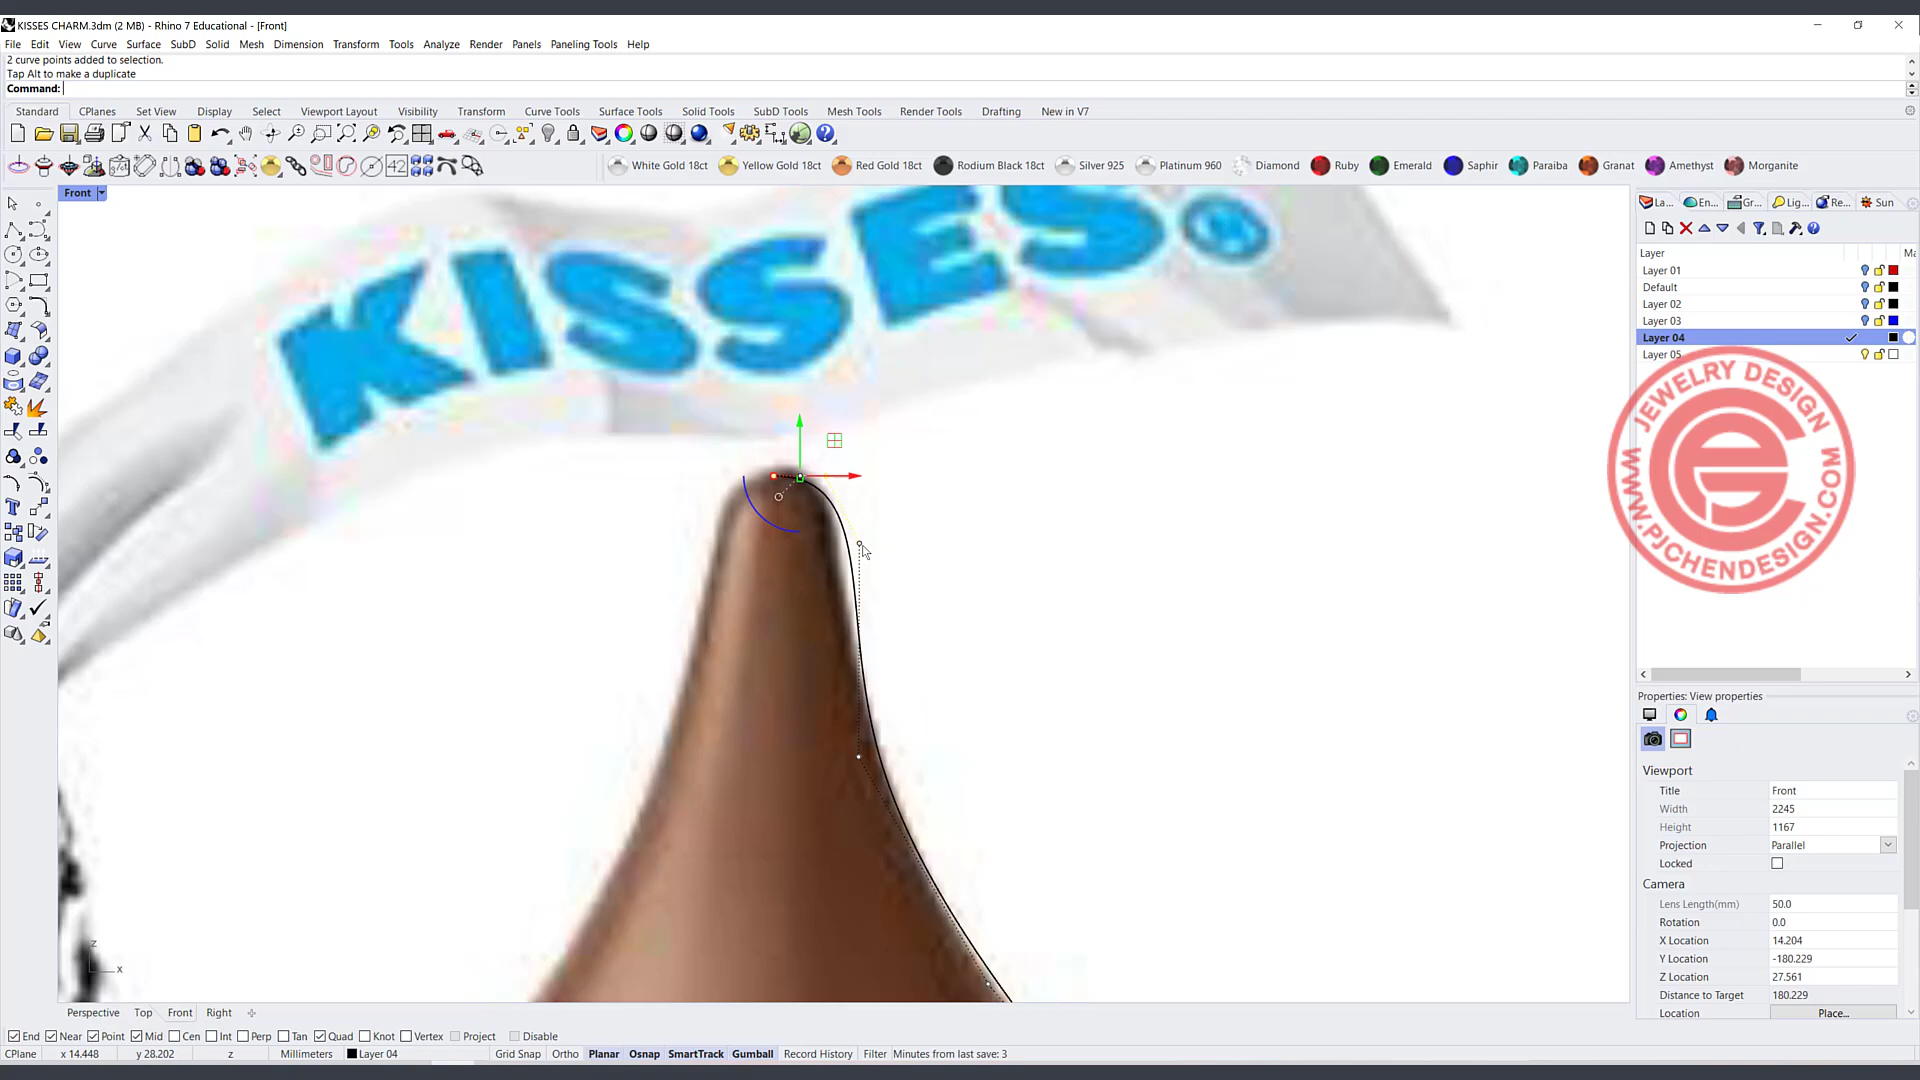 KISSES CHARM.3dm (2 MB) - Rhino 7 Educational - [Front]
File Edit View Curve Surface SubD Solid Mesh Dimension Transform Tools Analyze Render Panels Paneling Tools Help
2 curve points added to selection.
Tap Alt to make a duplicate
Command:
Standard CPlanes Set View Display Select Viewport Layout Visibility Transform Curve Tools Surface Tools Solid Tools SubD Tools Mesh Tools Render Tools Drafting New in V7
42 White Gold 18ct Yellow Gold 18ct Red Gold 18ct Rodium Black 18ct Silver 925 Platinum 960 Diamond Ruby Emerald Saphir Paraiba Granat Amethyst Morganite
Front
KISSES®
La... En... Gr... Lig... Re... Sun
Layer Ma
Layer 01
Default
Layer 02
Layer 03
Layer 04
Layer 05
JEWELRY DESIGN
WWW.PJCHENDESIGN.COM
Properties: View properties
Viewport
Title Front
Width 2245
Height 1167
Projection Parallel
Locked
Camera
Lens Length(mm) 50.0
Rotation 0.0
X Location 14.204
Y Location -180.229
Z Location 27.561
Distance to Target 180.229
Location Place...
z
x
Perspective Top Front Right
End Near Point Mid Cen Int Perp Tan Quad Knot Vertex Project Disable
CPlane x 14.448 y 28.202 z Millimeters Layer 04 Grid Snap Ortho Planar Osnap SmartTrack Gumball Record History Filter Minutes from last save: 3